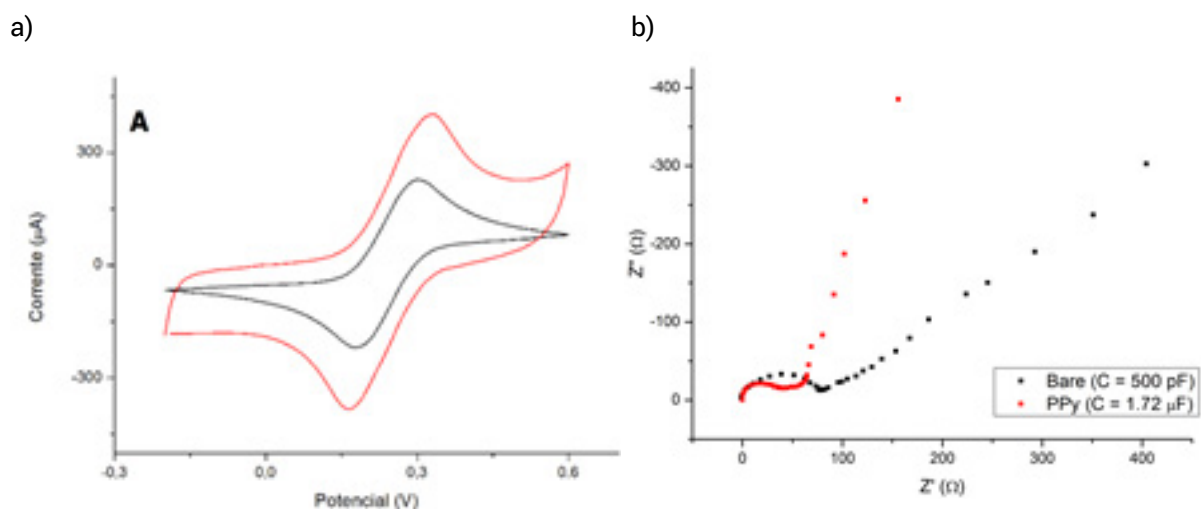 a)
b)
A
300
0
-300
Corrente (μA)
-0,3
0,0
0.3
0.6
Potencial (V)
-400
-300
-200
-100
0
Z" (Ω)
Bare (C = 500 pF)
PPy (C = 1.72 μF)
0
100
200
300
400
Z' (Ω)